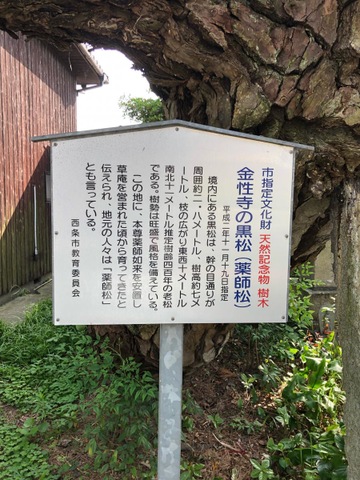 市指定文化財 天然記念物 樹木
金性寺の黒松（薬師松）
平成二年十一月十九日指定
境内にある黒松は、幹の目通りが
周囲約二・八メートル、樹高約七メ
ートル、枝の広がり東西十メートル
南北十二メートル推定樹齢四百年の老松
である。樹勢は旺盛で風格を備えている。
この地に、本尊薬師如来を安置し
草庵を営まれた頃から育ってきたと
伝えられ、地元の人々は「薬師松」
とも言っている。
西条市教育委員会